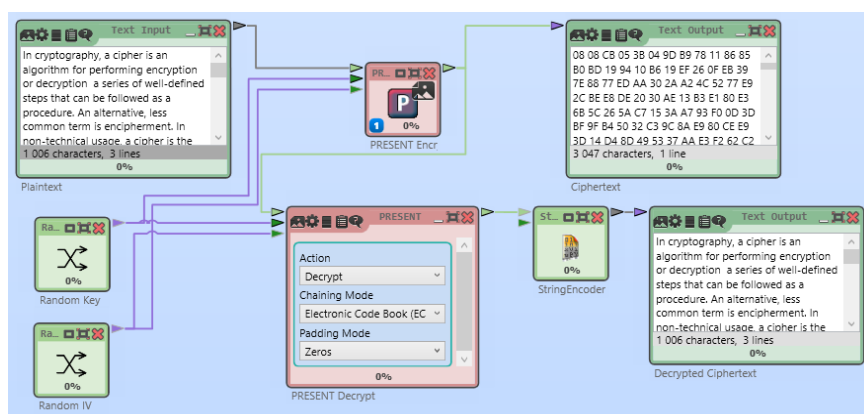 Text Input
In cryptography, a cipher is an
algorithm for performing encryption
or decryption a series of well-defined
steps that can be followed as a
procedure. An alternative, less
common term is encipherment. In
non-technical usage, a cipher is the
1 006 characters, 3 lines
0%
Plaintext
PR...
P
1
0%
PRESENT Encr
Text Output
08 08 CB 05 3B 04 9D B9 78 11 86 85
B0 BD 19 94 10 B6 19 EF 26 0F EB 39
7E 88 77 ED AA 30 2A A2 4C 52 77 E9
2C BE E8 DE 20 30 AE 13 B3 E1 80 E3
6B 5C 26 5A C7 15 3A A7 93 F0 0D 3D
BF 9F B4 50 32 C3 9C 8A E9 80 CE E9
3D 14 D4 8D 49 53 37 AA E3 F2 62 C2
3 047 characters, 1 line
0%
Ciphertext
Ra...
0%
Random Key
Ra...
0%
Random IV
PRESENT
Action
Decrypt
Chaining Mode
Electronic Code Book (EC
Padding Mode
Zeros
0%
PRESENT Decrypt
St...
0%
StringEncoder
Text Output
In cryptography, a cipher is an
algorithm for performing encryption
or decryption a series of well-defined
steps that can be followed as a
procedure. An alternative, less
common term is encipherment. In
non-technical usage, a cipher is the
1 006 characters, 3 lines
0%
Decrypted Ciphertext